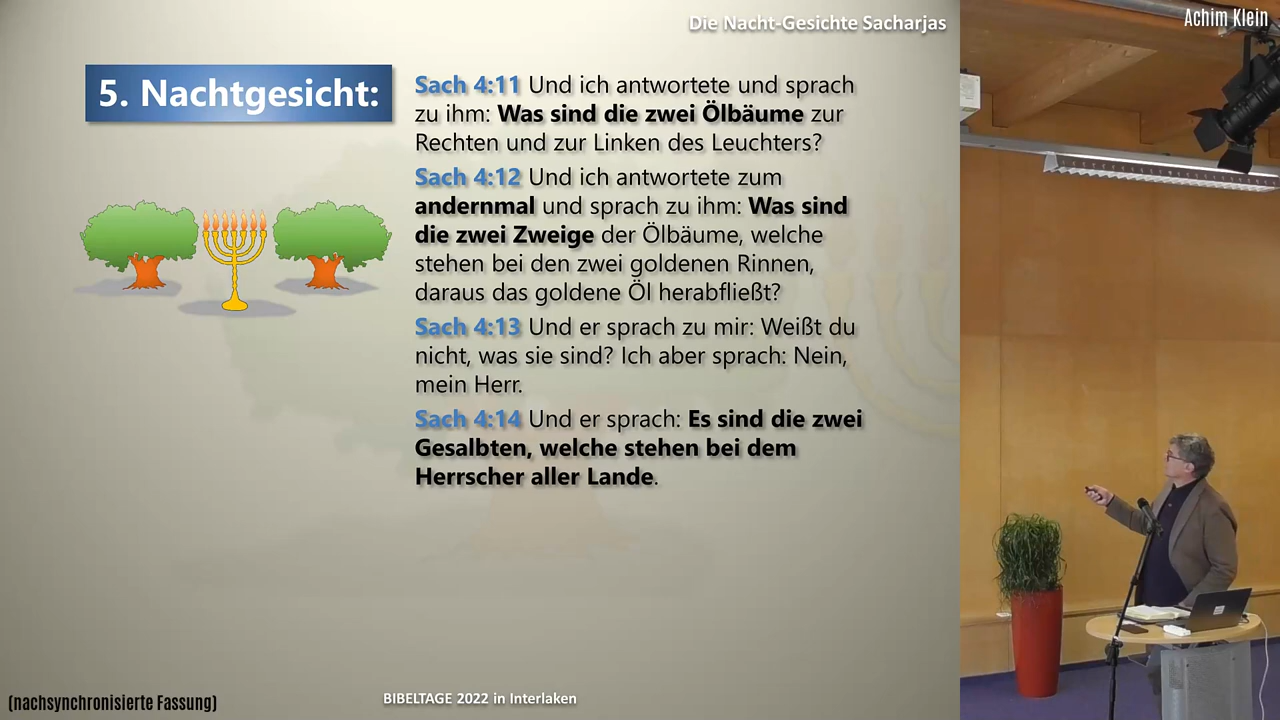 Die Nacht-Gesichte Sacharjas
Achim Klein
5. Nachtgesicht:
Sach 4:11 Und ich antwortete und sprach
zu ihm: Was sind die zwei Ölbäume zur
Rechten und zur Linken des Leuchters?
Sach 4:12 Und ich antwortete zum
andernmal und sprach zu ihm: Was sind
die zwei Zweige der Ölbäume, welche
stehen bei den zwei goldenen Rinnen,
daraus das goldene Öl herabfließt?
Sach 4:13 Und er sprach zu mir: Weißt du
nicht, was sie sind? Ich aber sprach: Nein,
mein Herr.
Sach 4:14 Und er sprach: Es sind die zwei
Gesalbten, welche stehen bei dem
Herrscher aller Lande.
(nachsynchronisierte Fassung)
BIBELTAGE 2022 in Interlaken